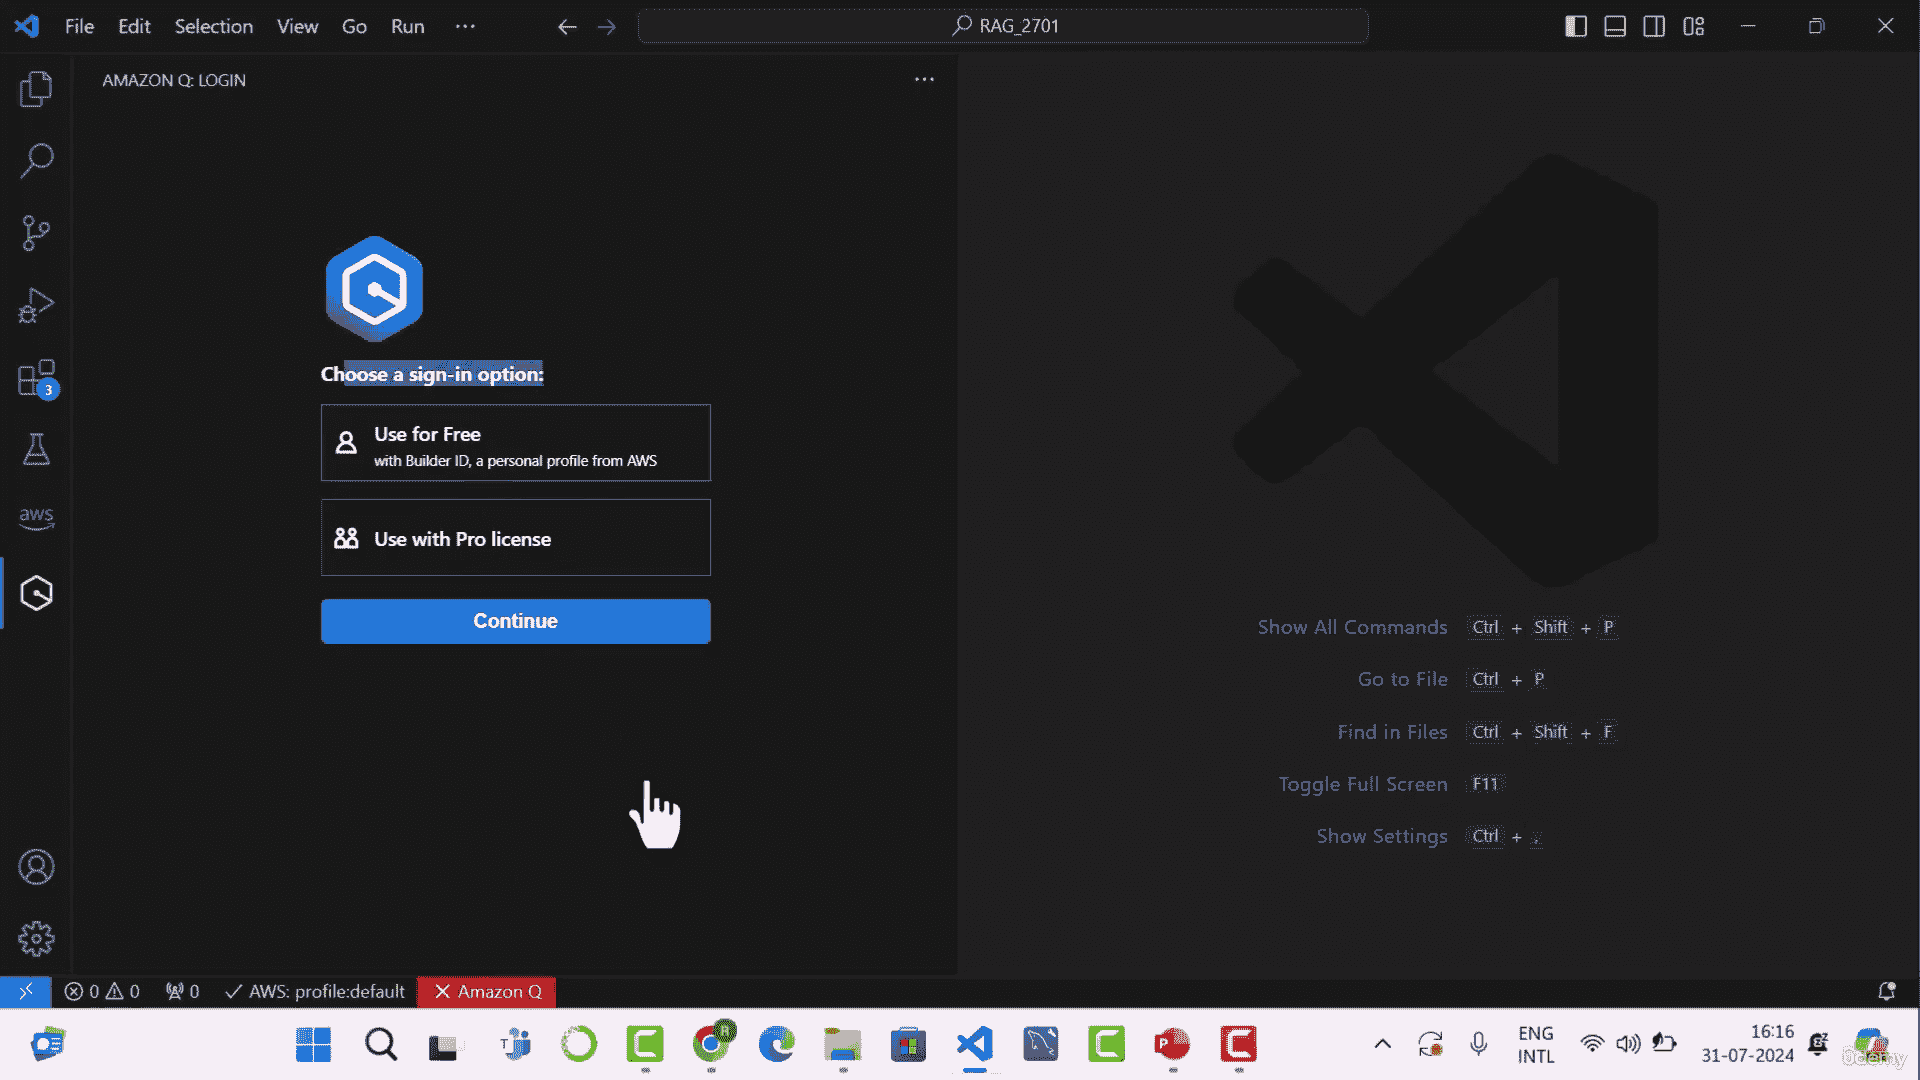 File Edit Selection View Go Run ···
RAG_2701
AMAZON Q: LOGIN
Choose a sign-in option:
Use for Free
with Builder ID, a personal profile from AWS
Use with Pro license
Continue
3
aws
Show All Commands Ctrl + Shift + P
Go to File Ctrl + P
Find in Files Ctrl + Shift + F
Toggle Full Screen F11
Show Settings Ctrl + ,
0 0 0 AWS: profile:default Amazon Q
ENG
INTL
16:16
31-07-2024
Udemy